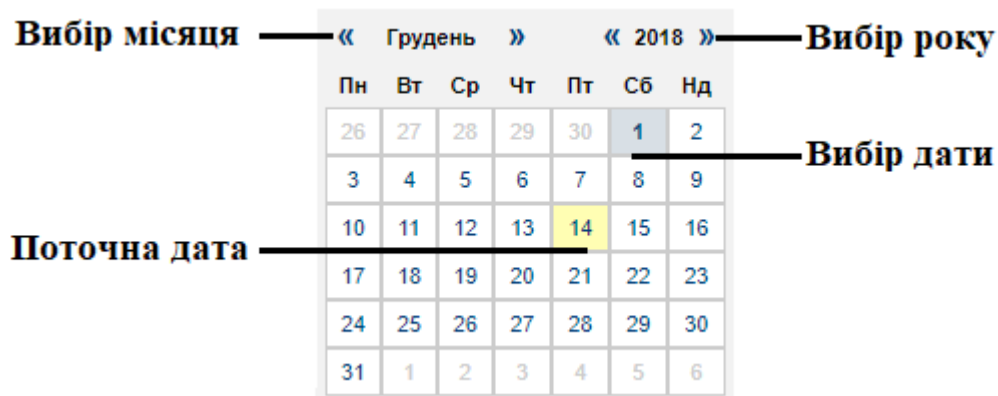 Вибір місяця « Грудень » « 2018 » Вибір року
Пн Вт Ср Чт Пт Сб Нд
26 27 28 29 30 1 2
Вибір дати
3 4 5 6 7 8 9
10 11 12 13 14 15 16
Поточна дата
17 18 19 20 21 22 23
24 25 26 27 28 29 30
31 1 2 3 4 5 6